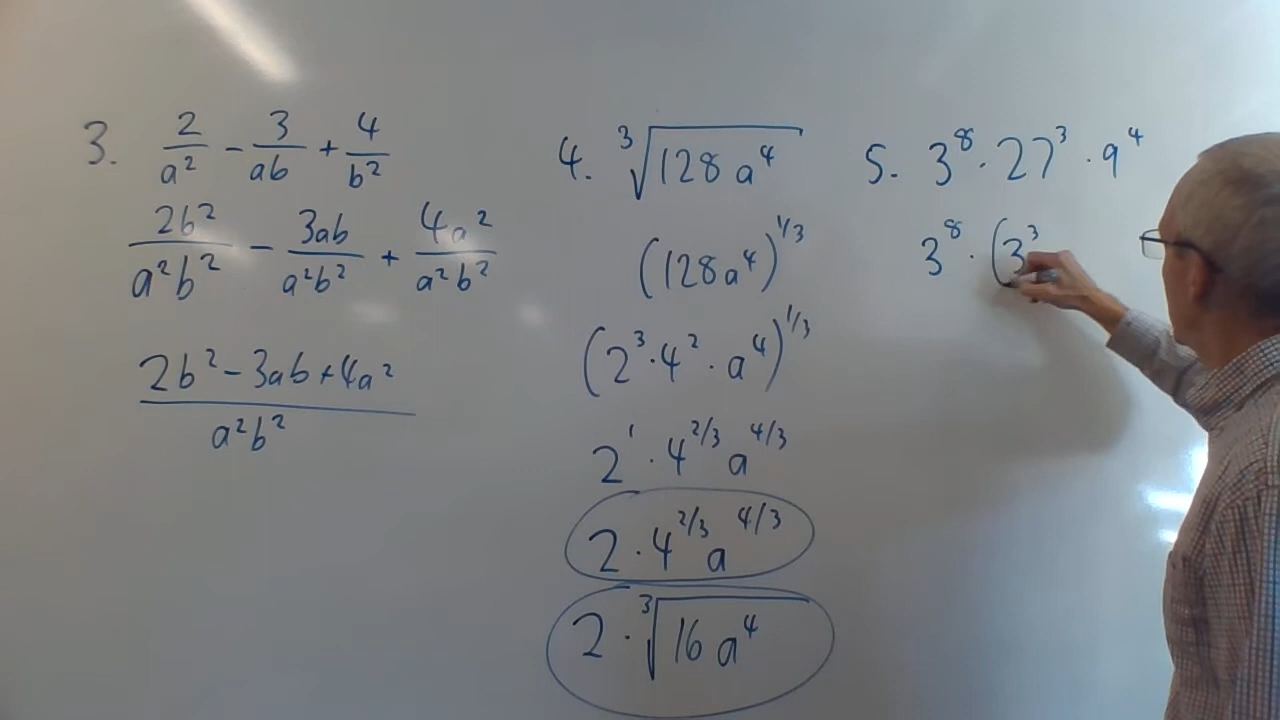 3. 2/a² - 3/ab + 4/b²
2b²/a²b² - 3ab/a²b² + 4a²/a²b²
2b² - 3ab + 4a²
a²b²
4. ³√128a⁴
(128a⁴)^1/3
(2³·4²·a⁴)^1/3
2¹·4^2/3 a^4/3
2·4^2/3 a^4/3
2·³√16a⁴
5. 3⁸·27³·9⁴
3⁸·(3³